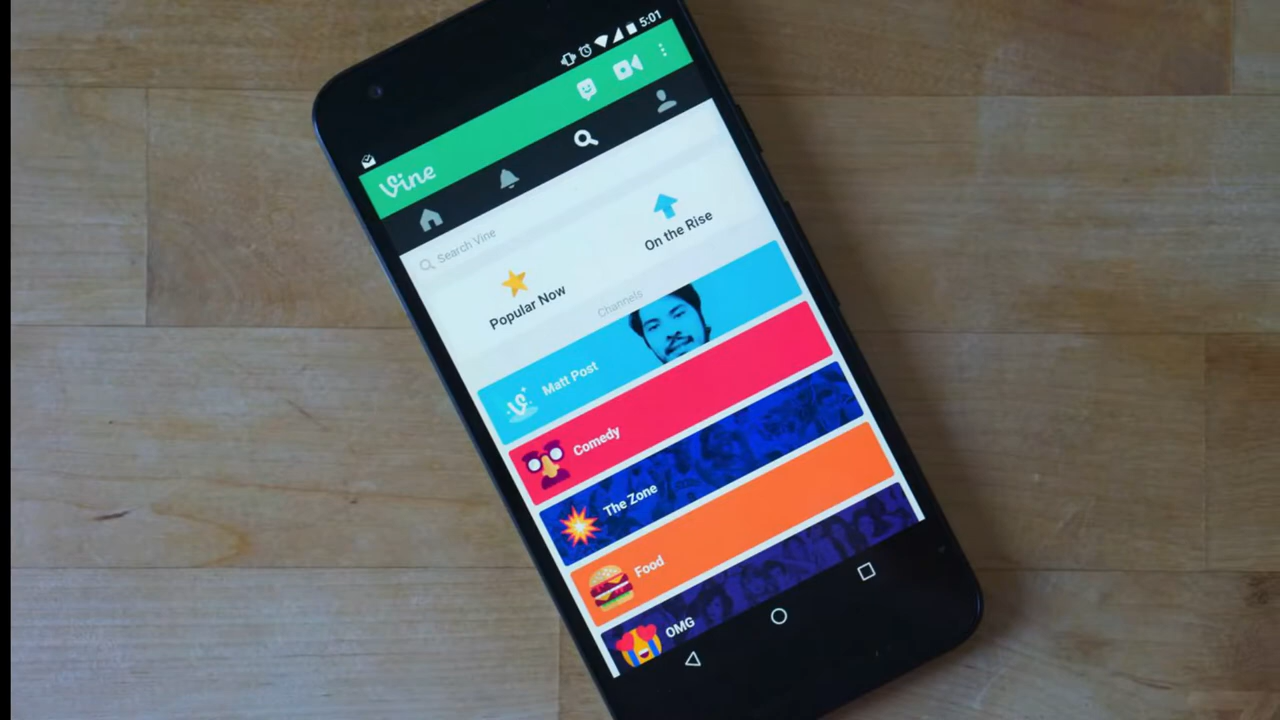 5:01
Vine
Search Vine
Popular Now
On the Rise
Channels
Matt Post
Comedy
The Zone
Food
OMG